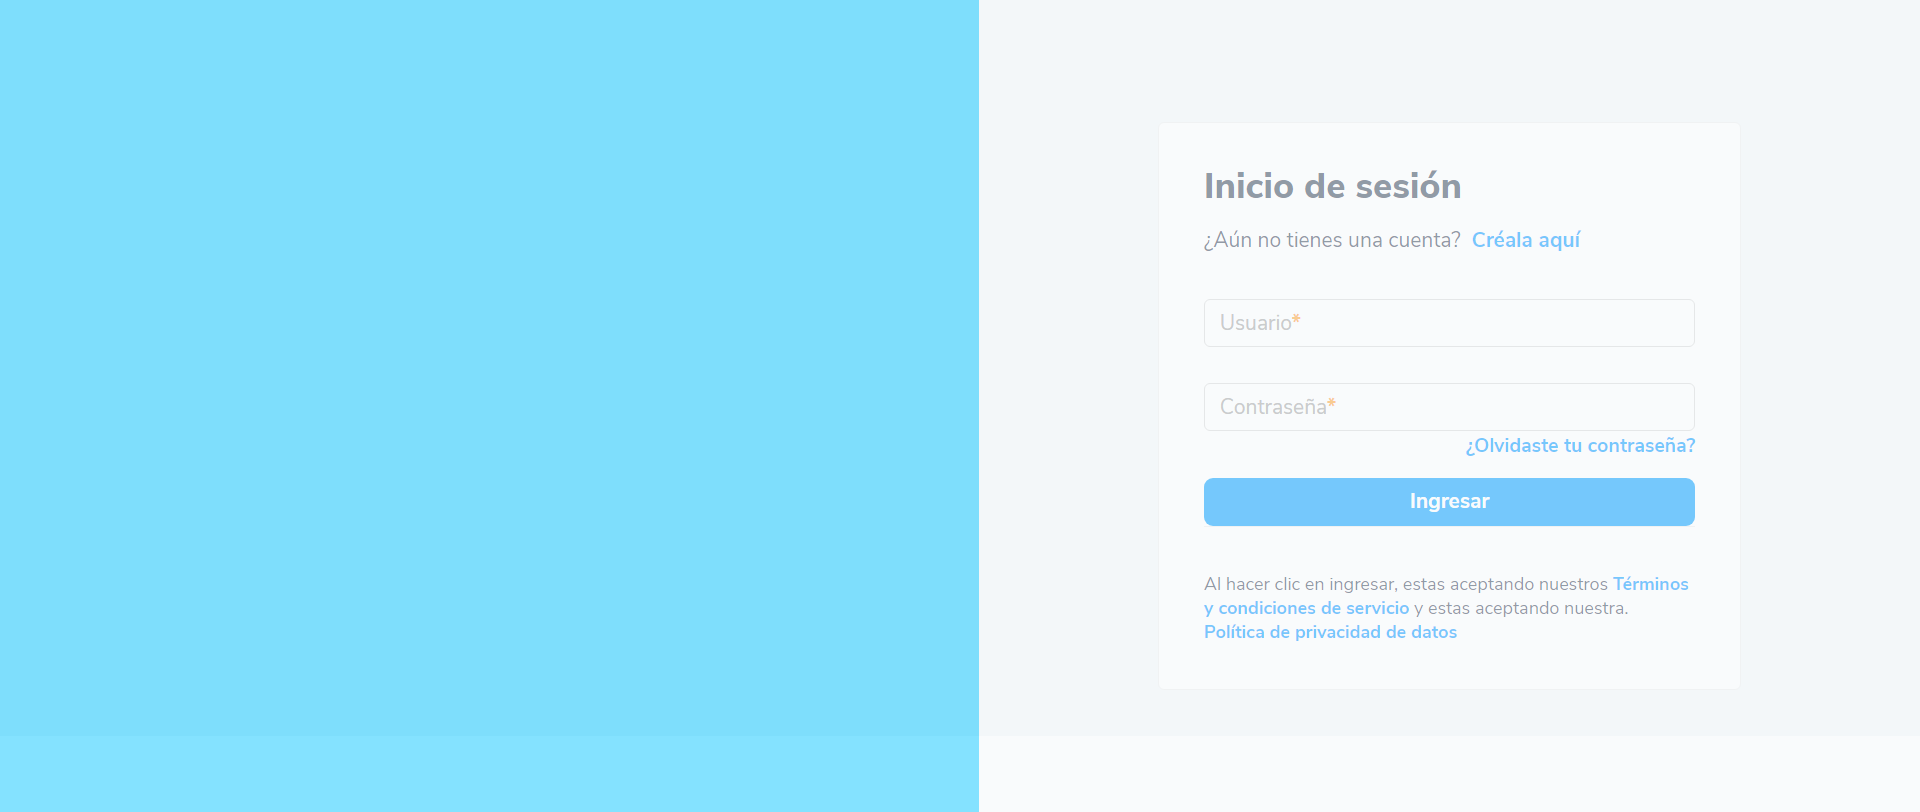 Inicio de sesión
¿Aún no tienes una cuenta? Créala aquí
Usuario*
Contraseña*
¿Olvidaste tu contraseña?
Ingresar
Al hacer clic en ingresar, estas aceptando nuestros Términos
y condiciones de servicio y estas aceptando nuestra.
Política de privacidad de datos